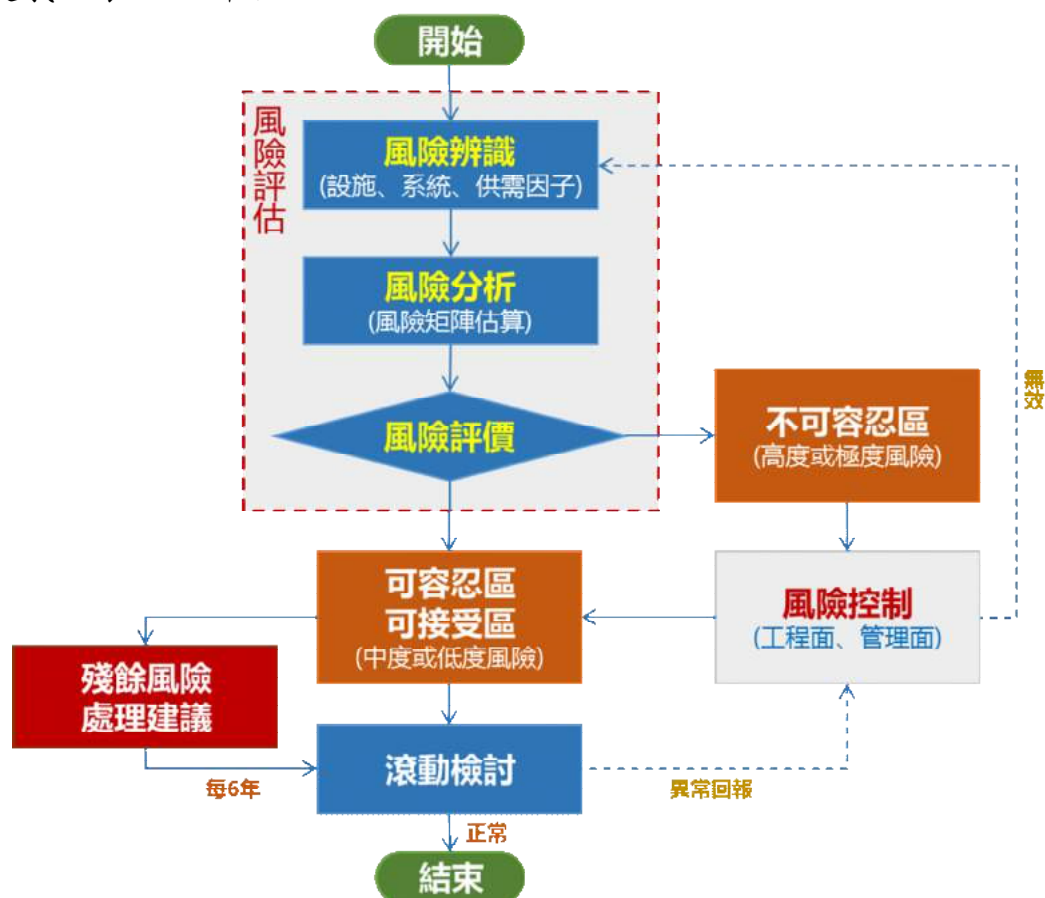 開始
風險評估
風險辨識
(設施、系統、供需因子)
風險分析
(風險矩陣估算)
風險評價
不可容忍區
(高度或極度風險)
無效
可容忍區
可接受區
(中度或低度風險)
風險控制
(工程面、管理面)
殘餘風險
處理建議
滾動檢討
每6年
異常回報
正常
結束